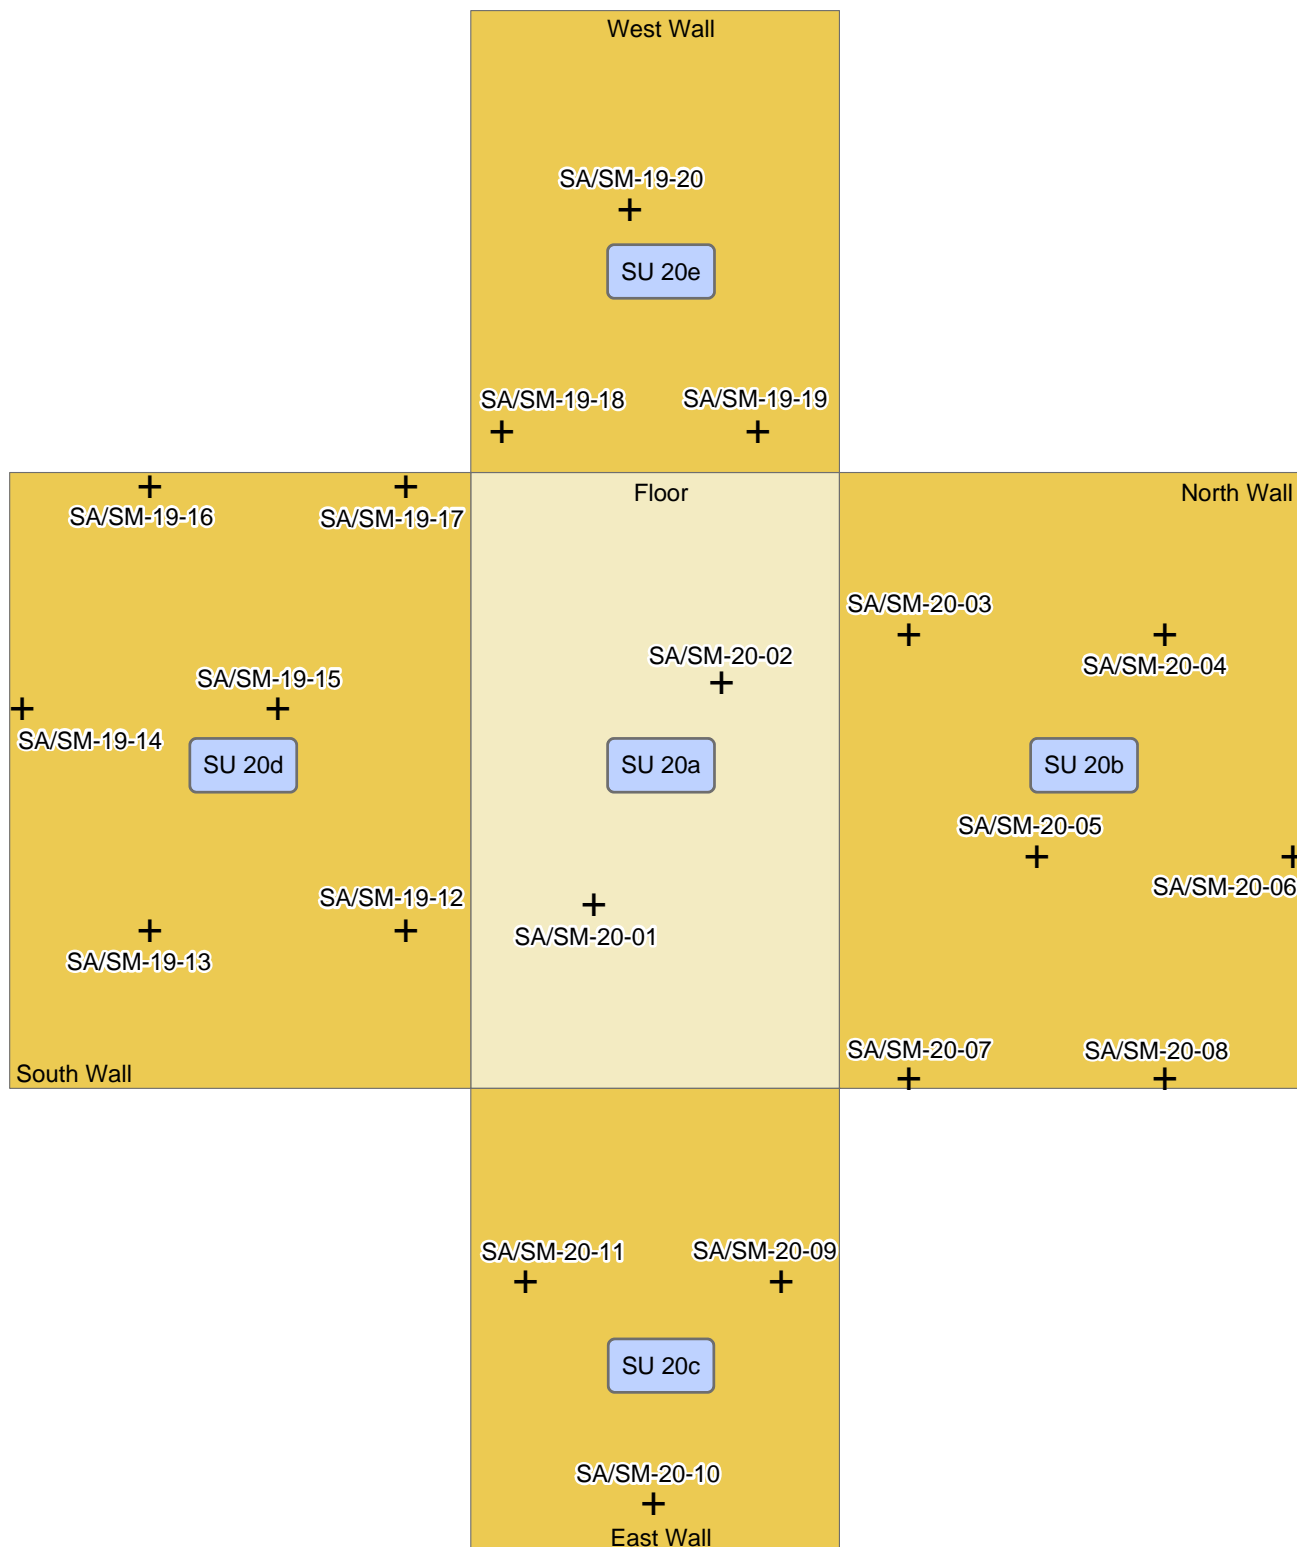 West Wall
SA/SM-19-20
SU 20e
SA/SM-19-18
SA/SM-19-19
Floor
North Wall
SA/SM-19-16
SA/SM-19-17
SA/SM-20-03
SA/SM-20-02
SA/SM-20-04
SA/SM-19-15
SA/SM-19-14
SU 20d
SU 20a
SU 20b
SA/SM-20-05
SA/SM-20-06
SA/SM-19-12
SA/SM-20-01
SA/SM-19-13
SA/SM-20-07
SA/SM-20-08
South Wall
SA/SM-20-11
SA/SM-20-09
SU 20c
SA/SM-20-10
East Wall